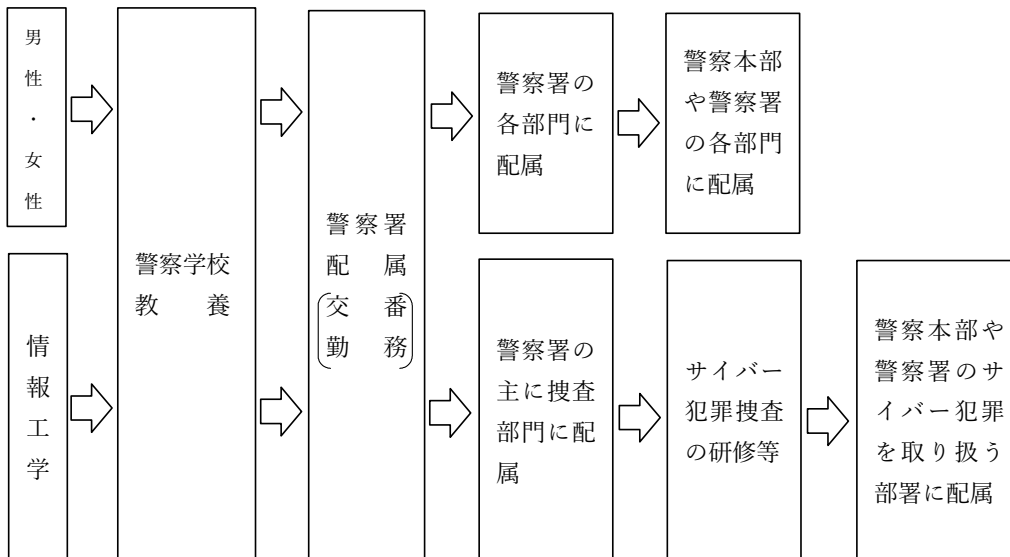 男性・女性
警察学校
教養
警察署
配属
交番
勤務
警察署の
各部門に
配属
警察本部
や警察署
の各部門
に配属
情報工学
警察署の
主に捜査
部門に配
属
サイバー
犯罪捜査
の研修等
警察本部や
警察署のサ
イバー犯罪
を取り扱う
部署に配属